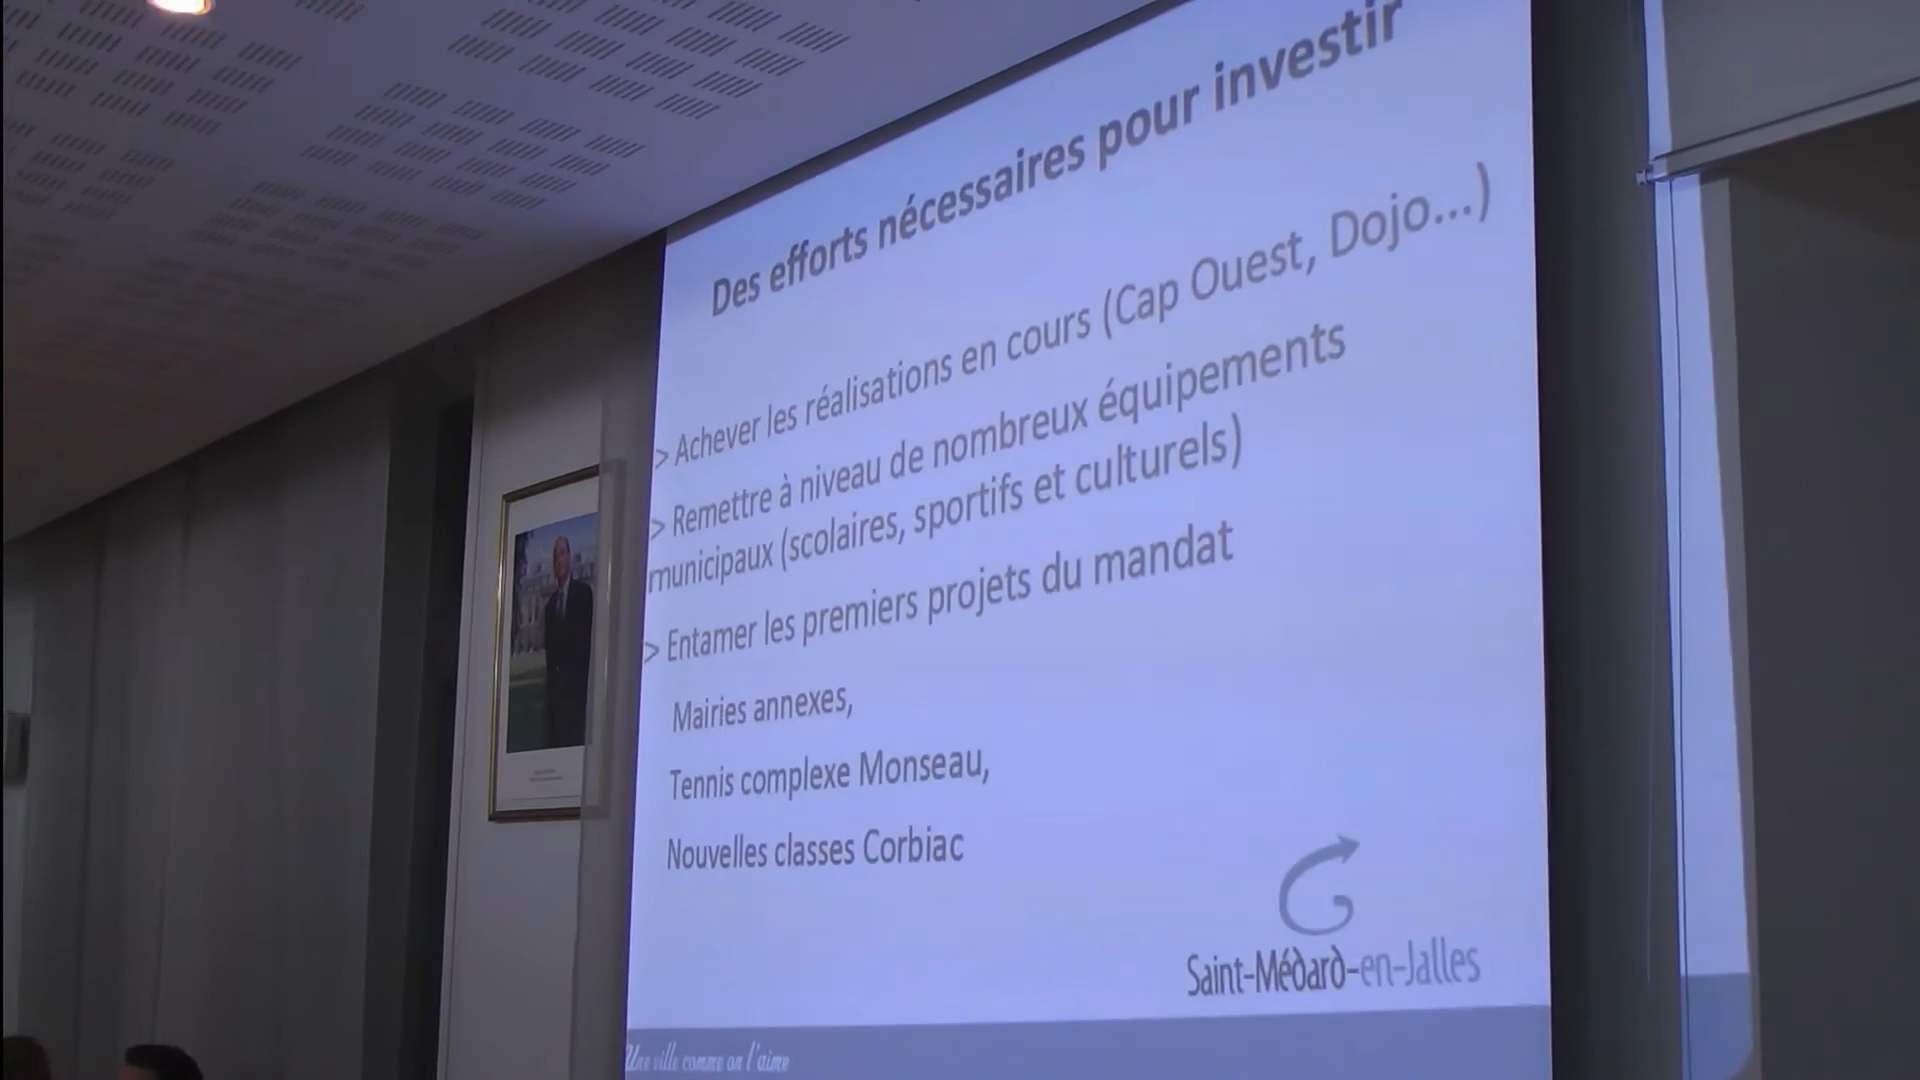 Des efforts nécessaires pour investir
> Achever les réalisations en cours (Cap Ouest, Dojo...)
> Remettre à niveau de nombreux équipements
municipaux (scolaires, sportifs et culturels)
> Entamer les premiers projets du mandat
Mairies annexes,
Tennis complexe Monseau,
Nouvelles classes Corbiac
Saint-Médard-en-Jalles
Une ville comme on l'aime